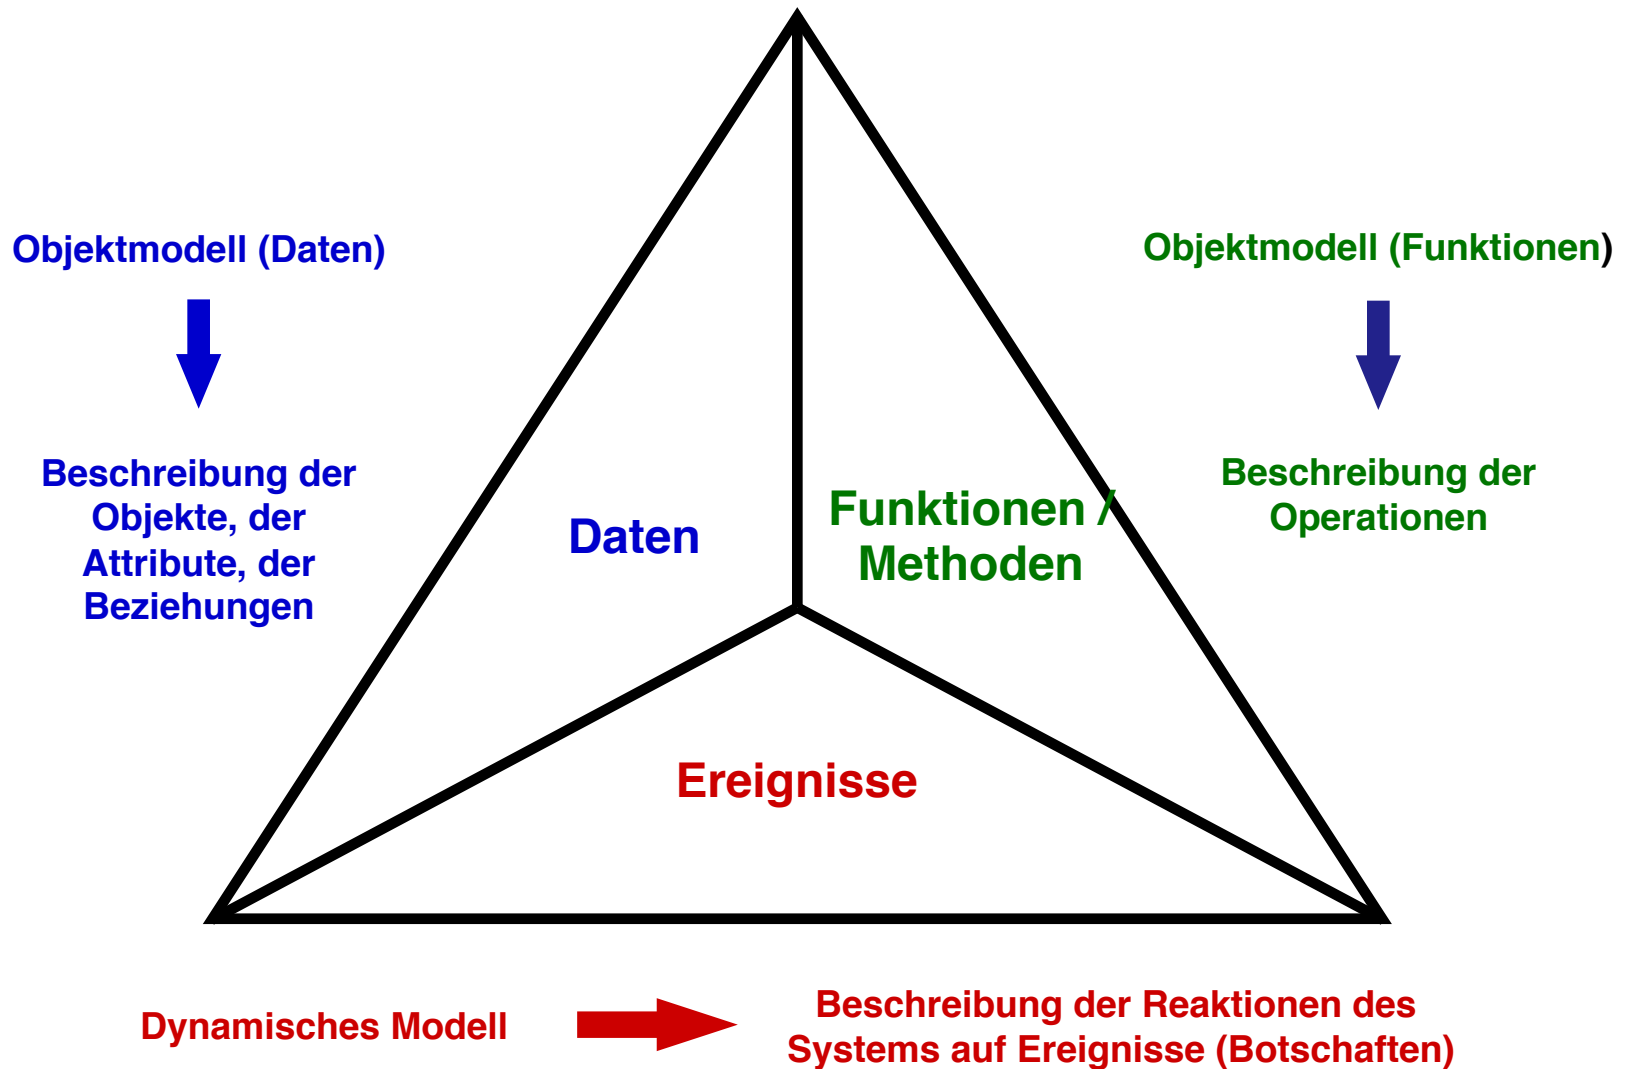 Objektmodell (Daten)
Beschreibung der
Objekte, der
Attribute, der
Beziehungen
Daten
Funktionen /
Methoden
Objektmodell (Funktionen)
Beschreibung der
Operationen
Ereignisse
Dynamisches Modell
Beschreibung der Reaktionen des
Systems auf Ereignisse (Botschaften)